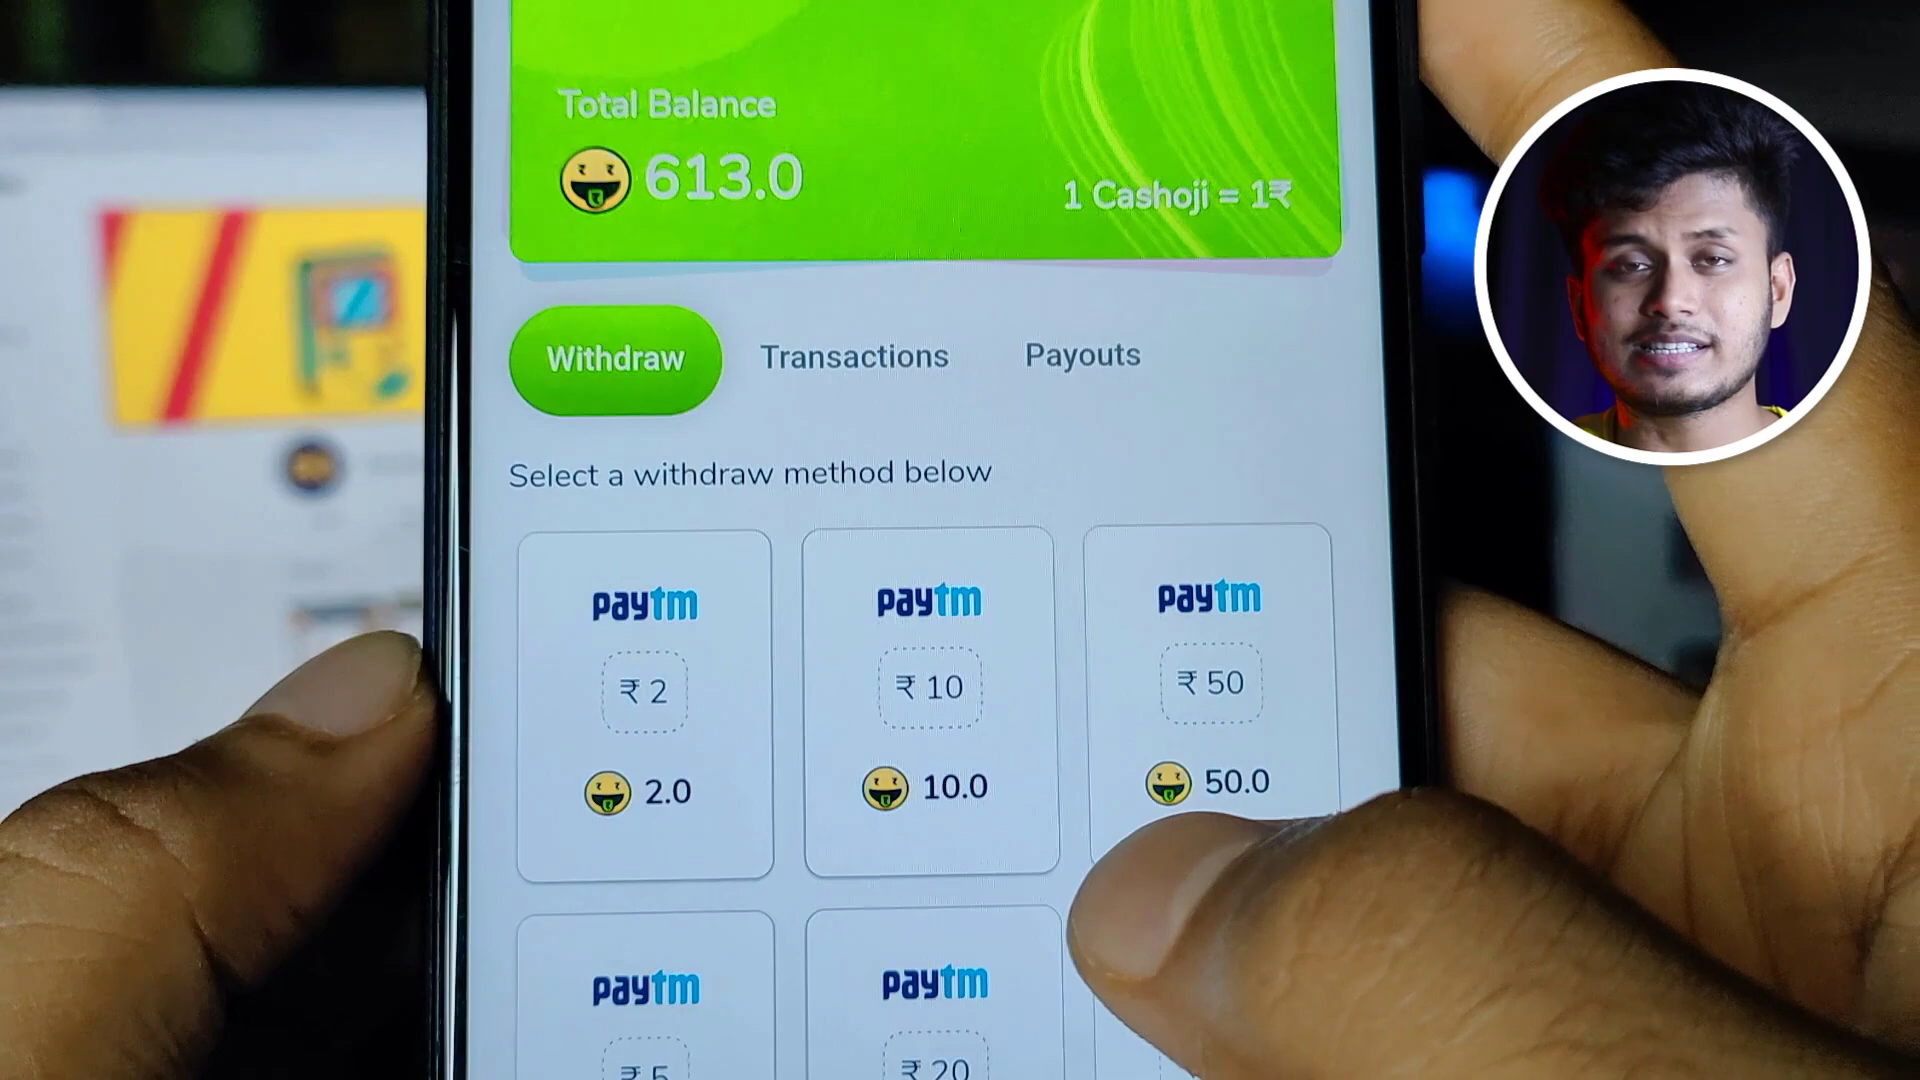 Total Balance
613.0
1 Cashoji = 1₹
Withdraw
Transactions
Payouts
Select a withdraw method below
paytm
paytm
paytm
₹ 2
₹ 10
₹ 50
2.0
10.0
50.0
paytm
paytm
₹ 5
₹ 20